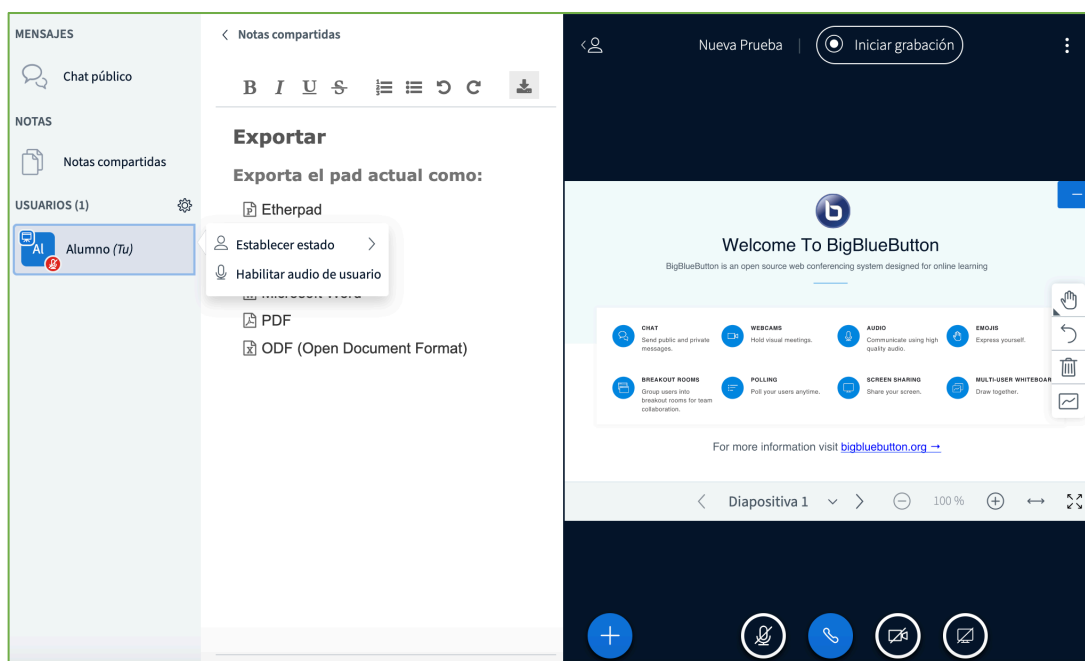 MENSAJES
Chat público
NOTAS
Notas compartidas
USUARIOS (1)
Al
Alumno (Tu)
Notas compartidas
B I U S
Exportar
Exporta el pad actual como:
Etherpad
Establecer estado
Habilitar audio de usuario
Microsoft Word
PDF
ODF (Open Document Format)
Nueva Prueba | Iniciar grabación
b
Welcome To BigBlueButton
BigBlueButton is an open source web conferencing system designed for online learning
CHAT
Send public and private
messages.
WEBCAMS
Hold visual meetings.
AUDIO
Communicate using high
quality audio.
EMOJIS
Express yourself.
BREAKOUT ROOMS
Group users into
breakout rooms for team
collaboration.
POLLING
Poll your users anytime.
SCREEN SHARING
Share your screen.
MULTI-USER WHITEBOAR
Draw together.
For more information visit bigbluebutton.org →
Diapositiva 1
100 %